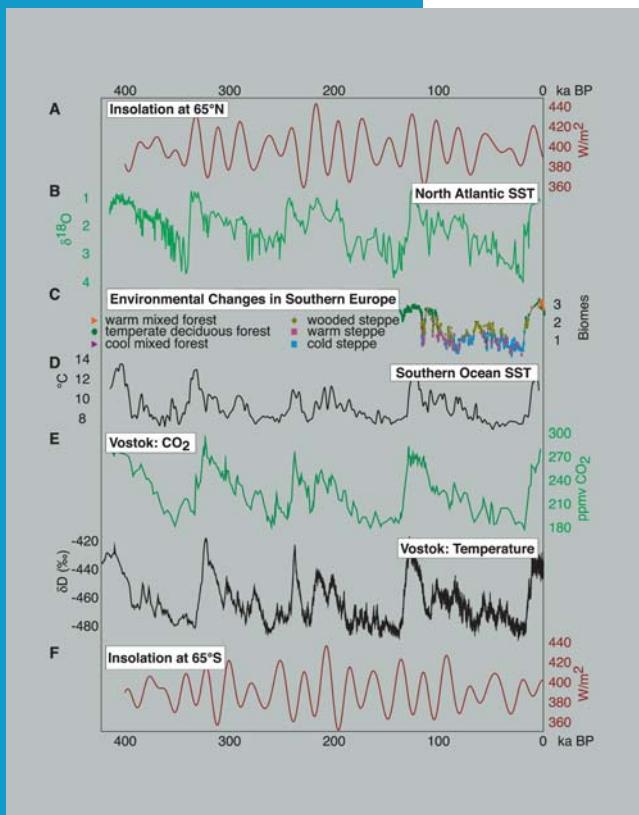 400 300 200 100 0 ka BP
A
Insolation at 65°N
440
420
400
380
360
W/m2
B
North Atlantic SST
1
2
3
4
δ18O
C
Environmental Changes in Southern Europe
warm mixed forest
wooded steppe
temperate deciduous forest
warm steppe
cool mixed forest
cold steppe
3
2
1
Biomes
D
Southern Ocean SST
14
12
10
8
°C
E
Vostok: CO2
300
270
240
210
180
ppmv CO2
Vostok: Temperature
-420
-440
-460
-480
δD (‰)
F
Insolation at 65°S
440
420
400
380
360
W/m2
400 300 200 100 0 ka BP